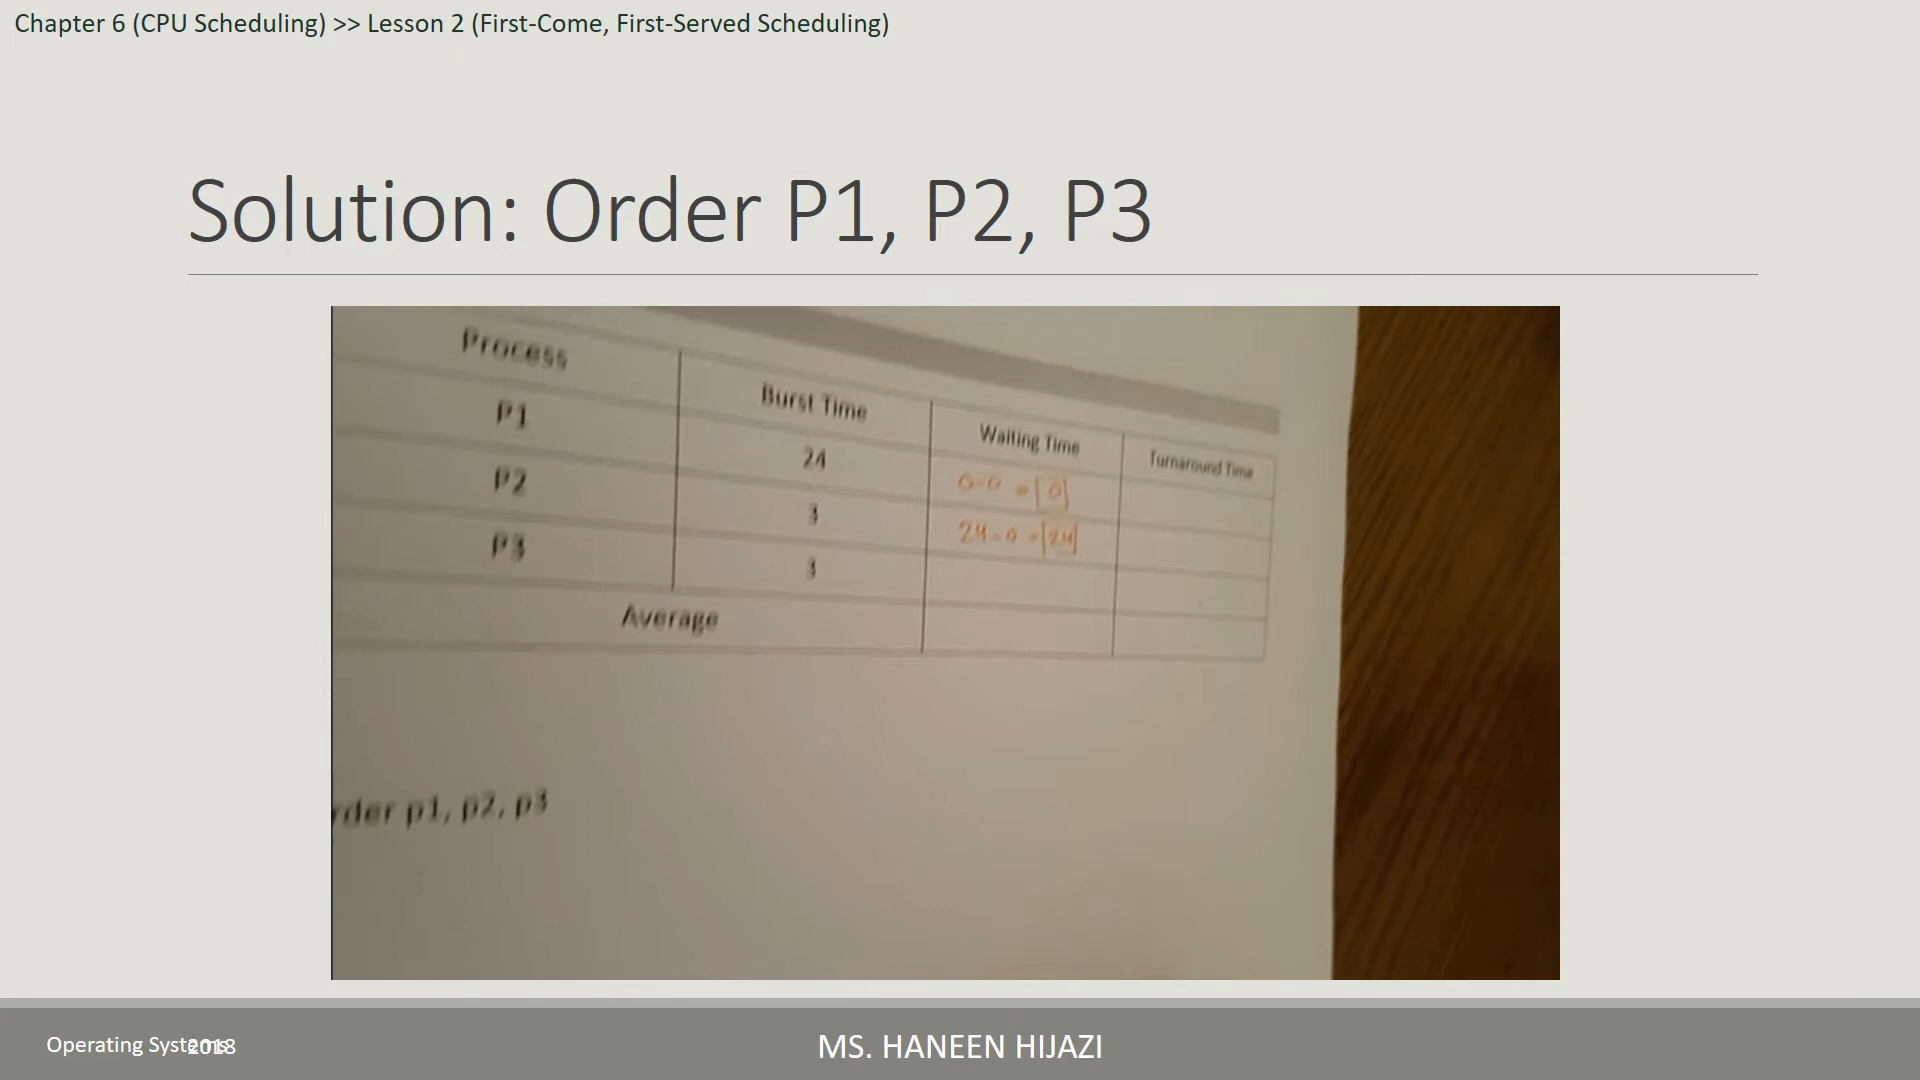 Chapter 6 (CPU Scheduling) >> Lesson 2 (First-Come, First-Served Scheduling)
Solution: Order P1, P2, P3
Process Burst Time Waiting Time Turnaround Time
P1 24 0-0 = 0
P2 3 24-0 = 24
P3 3
Average
rder p1, p2, p3
Operating Systems 2018 MS. HANEEN HIJAZI